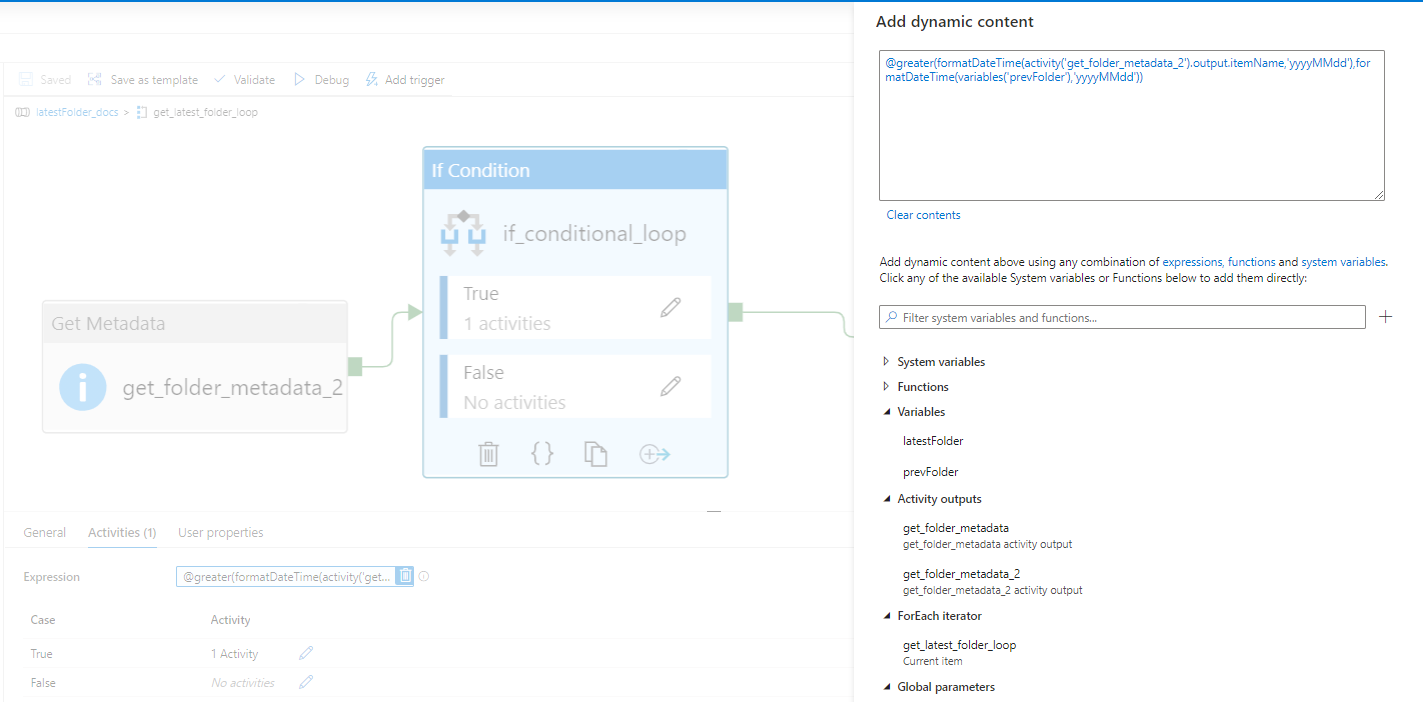 Add dynamic content
@greater(formatDateTime(activity('get_folder_metadata_2').output.itemName,'yyyyMMdd'),for
matDateTime(variables('prevFolder'),'yyyyMMdd'))
Clear contents
Add dynamic content above using any combination of expressions, functions and system variables.
Click any of the available System variables or Functions below to add them directly:
Filter system variables and functions...
System variables
Functions
Variables
latestFolder
prevFolder
Activity outputs
get_folder_metadata
get_folder_metadata activity output
get_folder_metadata_2
get_folder_metadata_2 activity output
ForEach iterator
get_latest_folder_loop
Current item
Global parameters
Saved Save as template Validate Debug Add trigger
latestFolder_docs > get_latest_folder_loop
Get Metadata
get_folder_metadata_2
If Condition
if_conditional_loop
True
1 activities
False
No activities
General Activities (1) User properties
Expression @greater(formatDateTime(activity('get...
Case Activity
True 1 Activity
False No activities